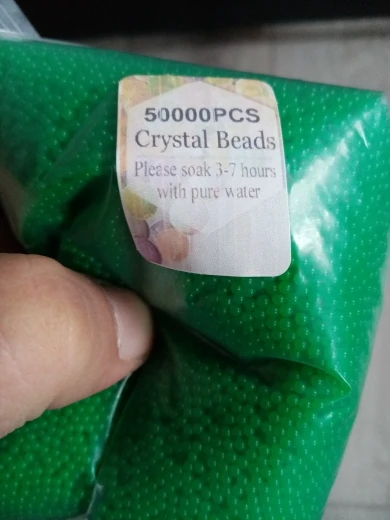 50000PCS
Crystal Beads
Please soak 3-7 hours
with pure water